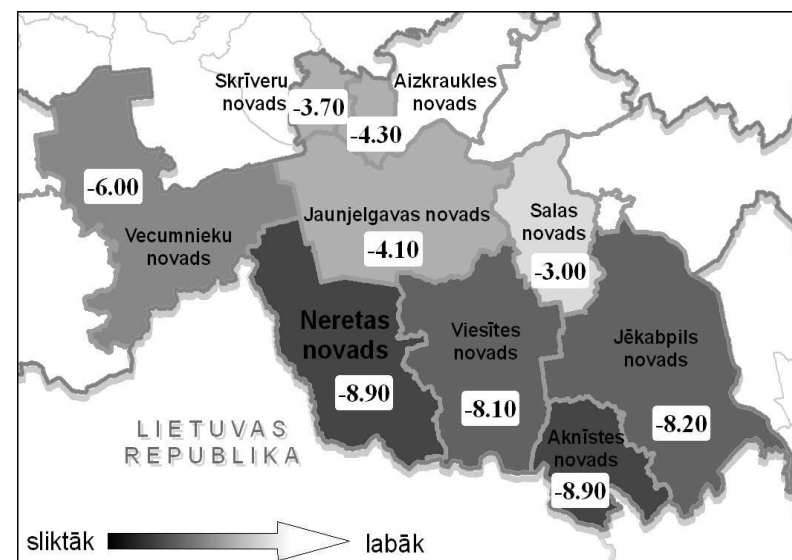 Skrīveru
novads
-3.70
Aizkraukles
novads
-4.30
-6.00
Vecumnieku
novads
Jaunjelgavas novads
-4.10
Salas
novads
-3.00
Neretas
novads
-8.90
Viesītes
novads
-8.10
Jēkabpils
novads
-8.20
Aknīstes
novads
-8.90
LIETUVAS
REPUBLIKA
sliktāk
labāk